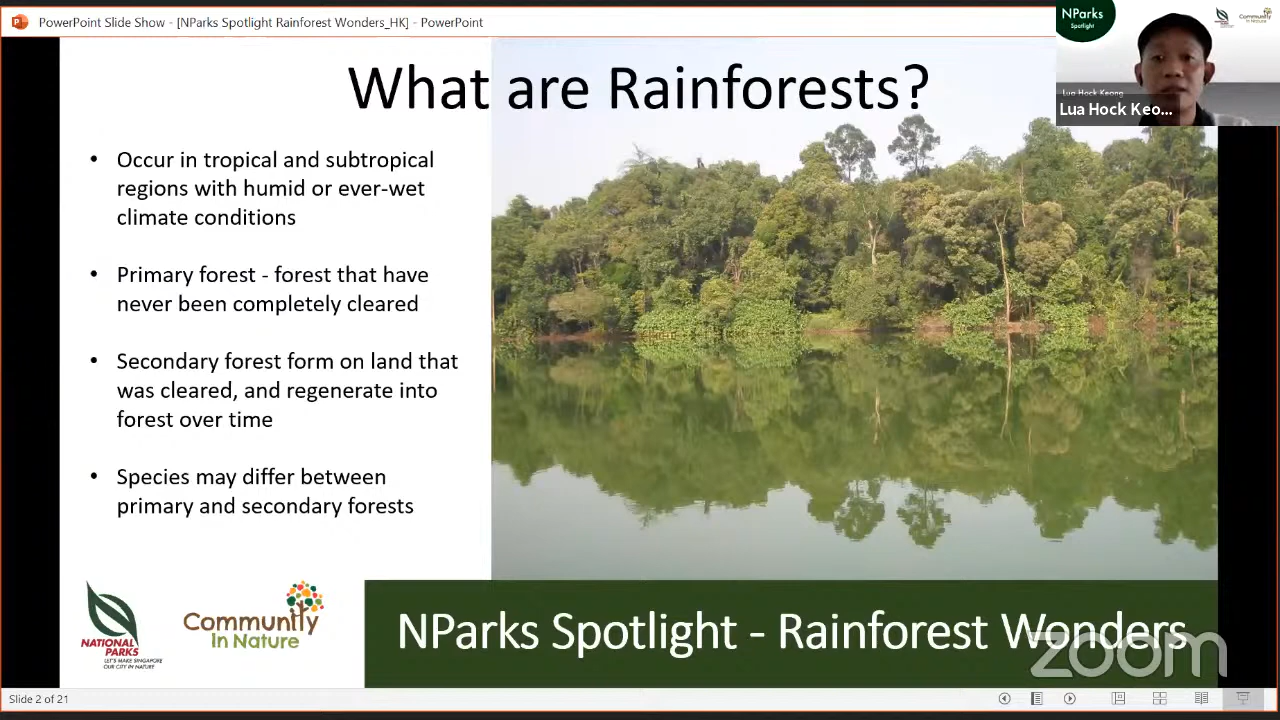 PowerPoint Slide Show - [NParks Spotlight Rainforest Wonders_HK] - PowerPoint
NParks
Spotlight
Community
in Nature
Lua Hock Keong
Lua Hock Keo...
What are Rainforests?
• Occur in tropical and subtropical
regions with humid or ever-wet
climate conditions
• Primary forest - forest that have
never been completely cleared
• Secondary forest form on land that
was cleared, and regenerate into
forest over time
• Species may differ between
primary and secondary forests
NATIONAL
PARKS
LET'S MAKE SINGAPORE
OUR CITY IN NATURE
Community
in Nature
NParks Spotlight - Rainforest Wonders
zoom
Slide 2 of 21